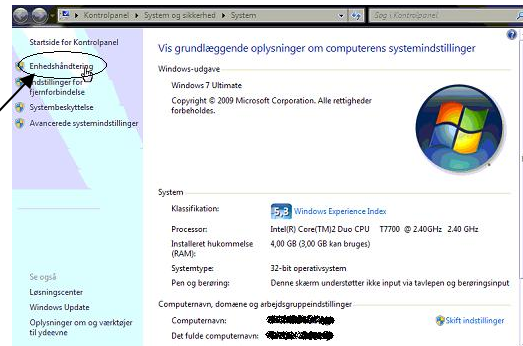 Kontrolpanel ▸ System og sikkerhed ▸ System
Søg i Kontrolpanel
Startside for Kontrolpanel
Enhedshåndtering
Indstillinger for
fjernforbindelse
Systembeskyttelse
Avancerede systemindstillinger
Se også
Løsningscenter
Windows Update
Oplysninger om og værktøjer
til ydeevne
Vis grundlæggende oplysninger om computerens systemindstillinger
Windows-udgave
Windows 7 Ultimate
Copyright © 2009 Microsoft Corporation. Alle rettigheder
forbeholdes.
System
Klassifikation: 5,3 Windows Experience Index
Processor: Intel(R) Core(TM)2 Duo CPU T7700 @ 2.40GHz 2.40 GHz
Installeret hukommelse 4,00 GB (3,00 GB kan bruges)
(RAM):
Systemtype: 32-bit operativsystem
Pen og berøring: Denne skærm understøtter ikke input via tavlepen og berøringsinput
Computernavn, domæne og arbejdsgruppeindstillinger
Computernavn: Skift indstillinger
Det fulde computernavn: